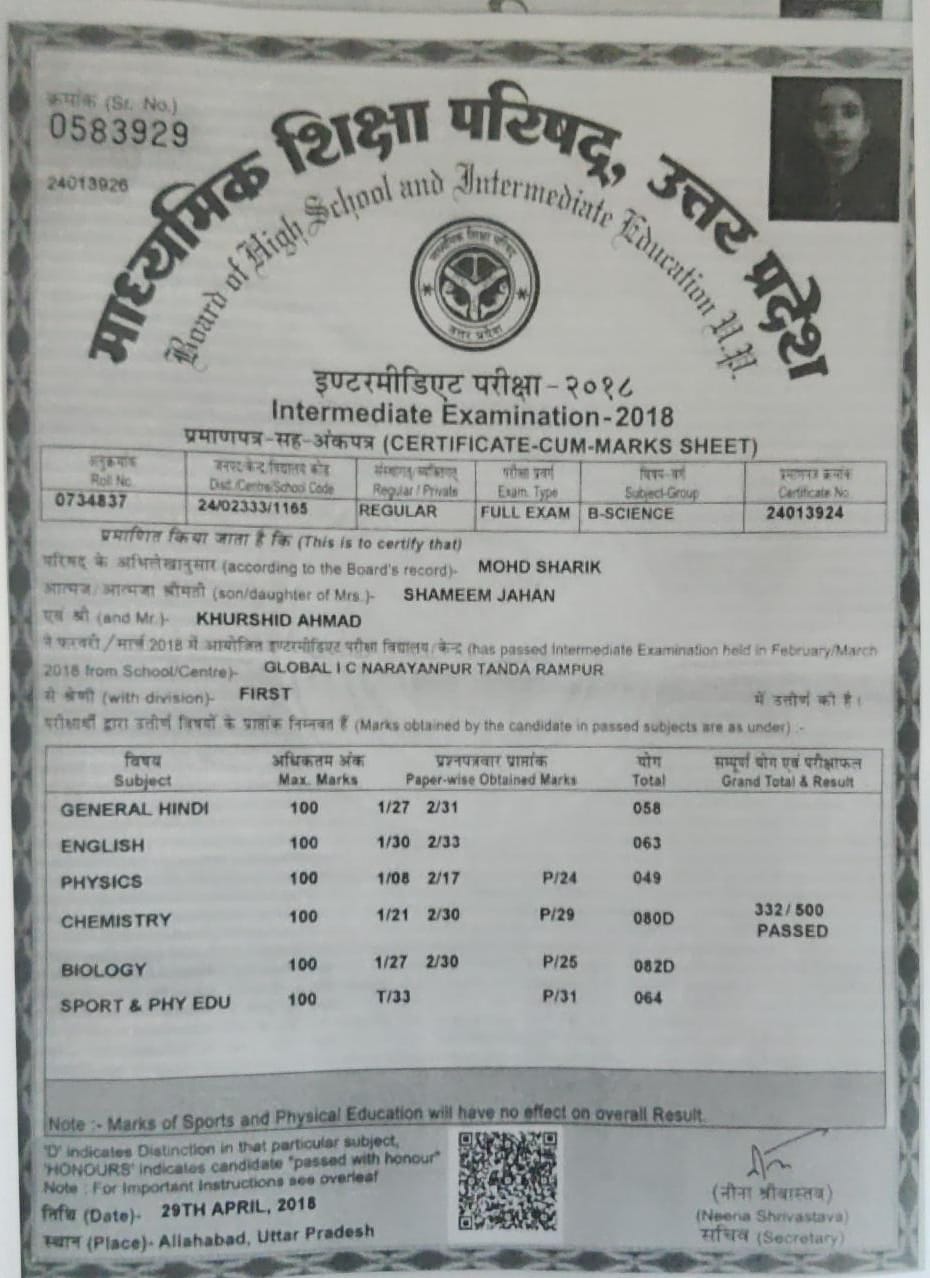 क्रमांक (Sr. No.)
0583929
24013926
माध्यमिक शिक्षा परिषद्, उत्तर प्रदेश
Board of High School and Intermediate Education U.P.
माध्यमिक शिक्षा परिषद्
उत्तर प्रदेश
इण्टरमीडिएट परीक्षा - २०१८
Intermediate Examination-2018
प्रमाणपत्र-सह-अंकपत्र (CERTIFICATE-CUM-MARKS SHEET)
अनुक्रमांक जनपद/केन्द्र/विद्यालय कोड संस्थागत/व्यक्तिगत परीक्षा प्रवर्ग विषय-वर्ग प्रमाणपत्र क्रमांक
Roll No. Dist./Centre/School Code Regular / Private Exam. Type Subject-Group Certificate No.
0734837 24/02333/1165 REGULAR FULL EXAM B-SCIENCE 24013924
प्रमाणित किया जाता है कि (This is to certify that)
परिषद के अभिलेखानुसार (according to the Board's record)- MOHD SHARIK
आत्मज/आत्मजा श्रीमती (son/daughter of Mrs.)- SHAMEEM JAHAN
एवं श्री (and Mr.)- KHURSHID AHMAD
ने फरवरी/मार्च 2018 में आयोजित इण्टरमीडिएट परीक्षा विद्यालय/केन्द्र (has passed Intermediate Examination held in February/March
2018 from School/Centre)- GLOBAL I C NARAYANPUR TANDA RAMPUR
से श्रेणी (with division)- FIRST में उत्तीर्ण की है।
परीक्षार्थी द्वारा उत्तीर्ण विषयों के प्राप्तांक निम्नवत हैं (Marks obtained by the candidate in passed subjects are as under) :-
विषय अधिकतम अंक प्रश्नपत्रवार प्राप्तांक योग सम्पूर्ण योग एवं परीक्षाफल
Subject Max. Marks Paper-wise Obtained Marks Total Grand Total & Result
GENERAL HINDI 100 1/27 2/31 058
ENGLISH 100 1/30 2/33 063
PHYSICS 100 1/08 2/17 P/24 049
CHEMISTRY 100 1/21 2/30 P/29 080D 332/500
PASSED
BIOLOGY 100 1/27 2/30 P/25 082D
SPORT & PHY EDU 100 T/33 P/31 064
Note :- Marks of Sports and Physical Education will have no effect on overall Result.
'D' indicates Distinction in that particular subject,
'HONOURS' indicates candidate "passed with honour"
Note : For Important Instructions see overleaf
तिथि (Date)- 29TH APRIL, 2018
स्थान (Place)- Allahabad, Uttar Pradesh
(नीना श्रीवास्तव)
(Neena Shrivastava)
सचिव (Secretary)